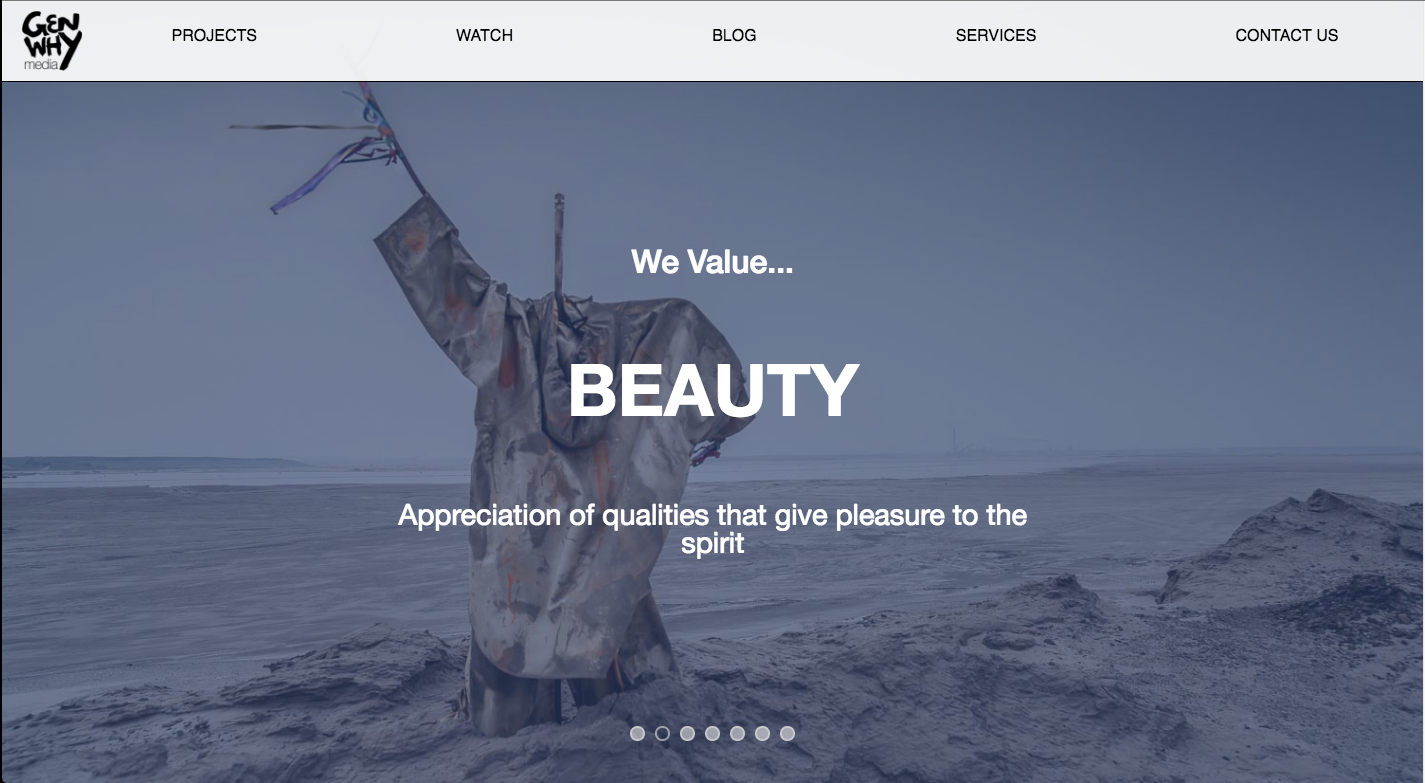 GEN
WHY
media
PROJECTS
WATCH
BLOG
SERVICES
CONTACT US
We Value...
BEAUTY
Appreciation of qualities that give pleasure to the
spirit